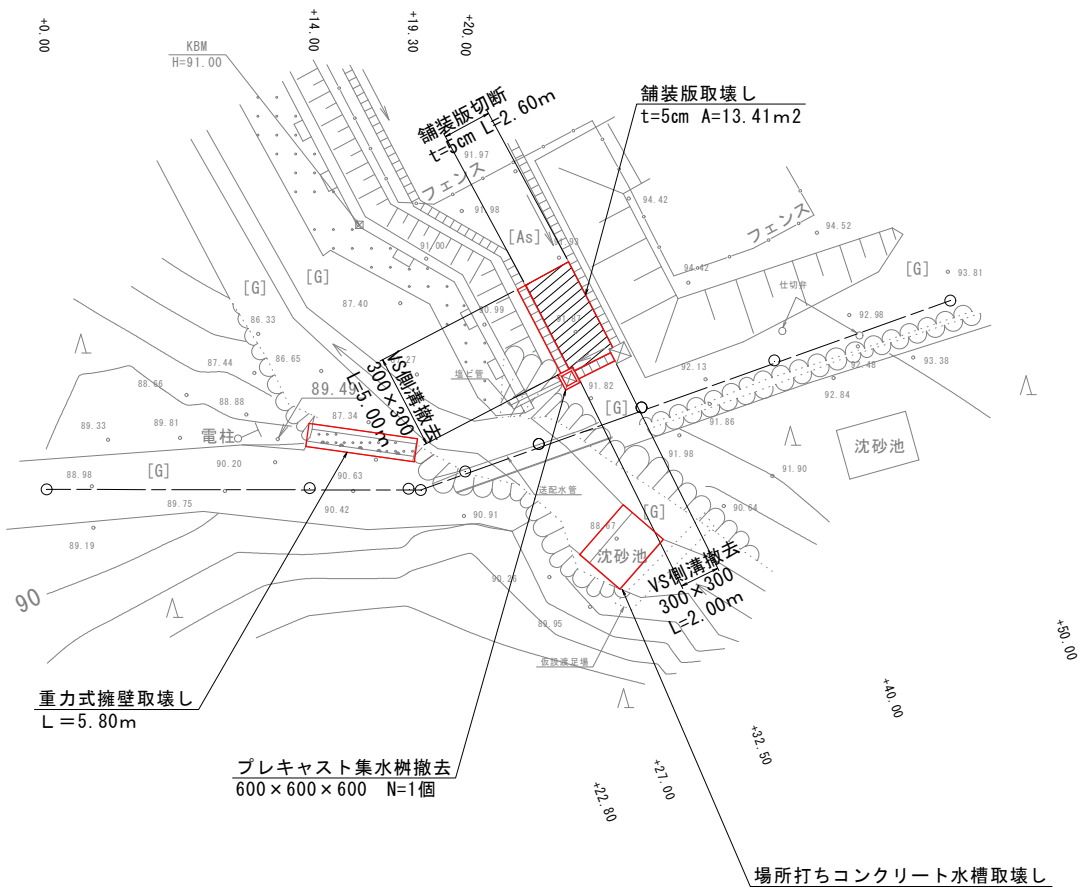 +0.00
+14.00
+19.30
+20.00
KBM
H=91.00
舗装版切断
t=5cm L=2.60m
舗装版取壊し
t=5cm A=13.41m2
91.97
フェンス
91.98
[As]
91.93
94.42
フェンス
94.52
91.00
94.42
[G]
93.81
[G]
[G]
87.40
仕切弁
90.99
86.33
92.98
87.44
86.65
VS側溝撤去
300×300
L=5.00m
塩ビ管
92.13
92.48
93.38
88.66
88.88
89.49
91.82
92.84
89.33
89.81
87.34
[G]
91.86
電柱
沈砂池
90.20
[G]
88.98
90.63
91.98
91.90
送配水管
89.75
90.42
90.91
88.67
[G]
90.64
89.19
沈砂池
VS側溝撤去
300×300
L=2.00m
90.26
90
89.95
仮設渡足場
+50.00
重力式擁壁取壊し
L=5.80m
+40.00
+32.50
プレキャスト集水桝撤去
600×600×600 N=1個
+27.00
+22.80
場所打ちコンクリート水槽取壊し